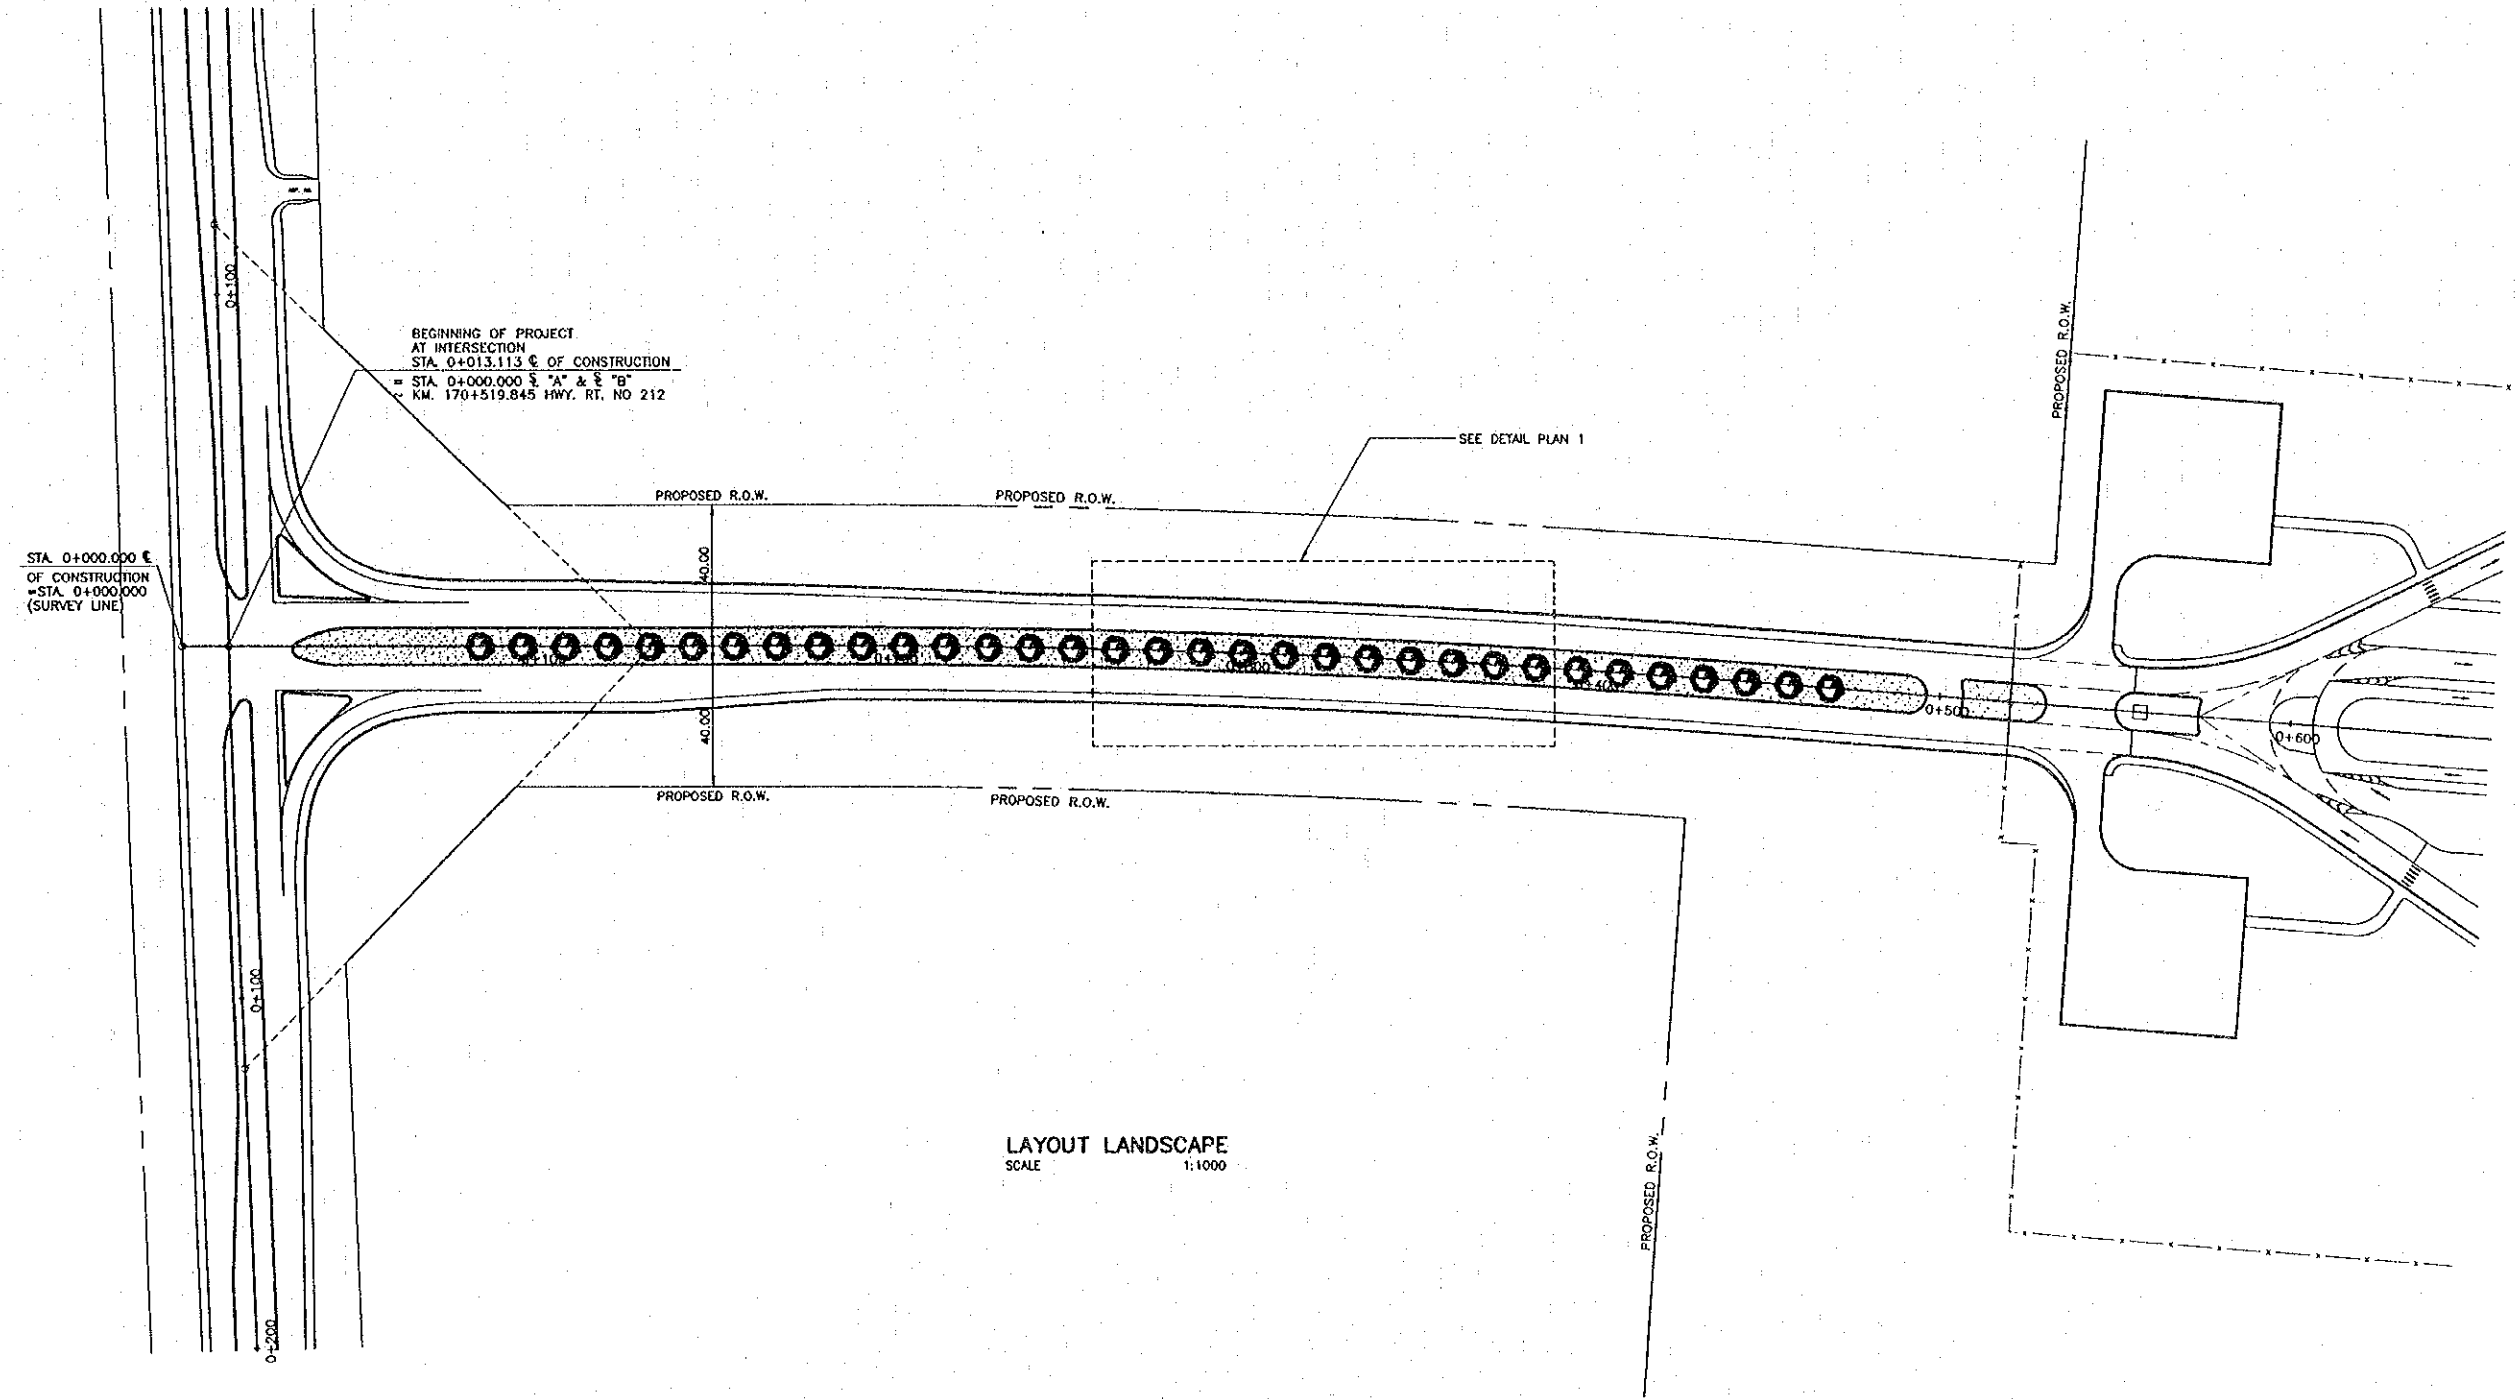 0+100
BEGINNING OF PROJECT
AT INTERSECTION
STA. 0+013.113 ℄ OF CONSTRUCTION
= STA. 0+000.000 ℄ "A" & ℄ "B"
~ KM. 170+519.845 HWY. RT. NO 212
PROPOSED R.O.W.
SEE DETAIL PLAN 1
PROPOSED R.O.W.
PROPOSED R.O.W.
STA. 0+000.000 ℄
OF CONSTRUCTION
=STA. 0+000.000
(SURVEY LINE)
40.00
0+100
0+400
0+500
0+600
40.00
PROPOSED R.O.W.
PROPOSED R.O.W.
0+100
LAYOUT LANDSCAPE
SCALE 1:1000
PROPOSED R.O.W.
0+200